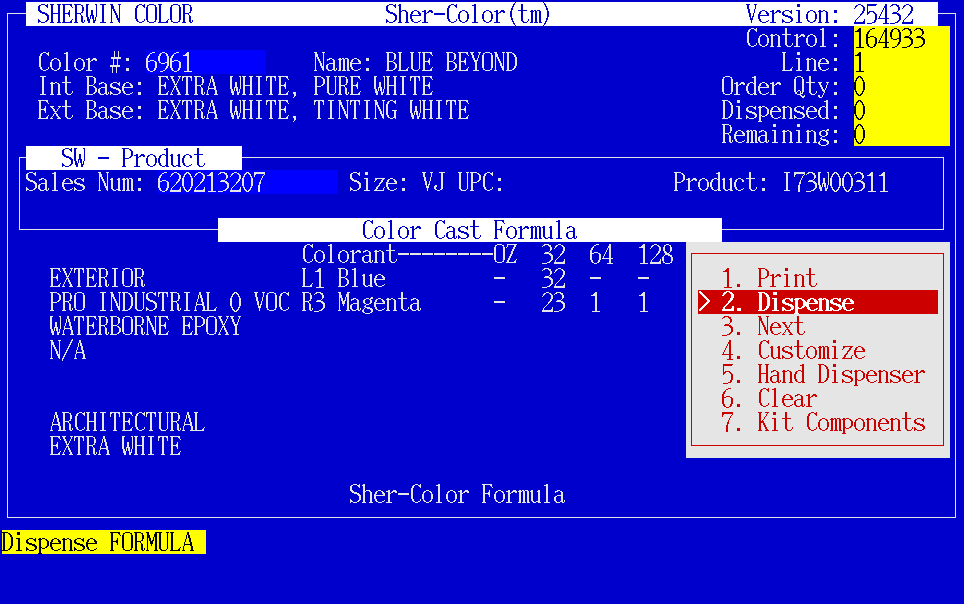 SHERWIN COLOR Sher-Color(tm) Version: 25432
Control: 164933
Color #: 6961 Name: BLUE BEYOND Line: 1
Int Base: EXTRA WHITE, PURE WHITE Order Qty: 0
Ext Base: EXTRA WHITE, TINTING WHITE Dispensed: 0
Remaining: 0
SW - Product
Sales Num: 620213207 Size: VJ UPC: Product: I73W00311
Color Cast Formula
Colorant--------OZ 32 64 128
EXTERIOR L1 Blue - 32 - - 1. Print
PRO INDUSTRIAL 0 VOC R3 Magenta - 23 1 1 > 2. Dispense
WATERBORNE EPOXY 3. Next
N/A 4. Customize
5. Hand Dispenser
6. Clear
ARCHITECTURAL 7. Kit Components
EXTRA WHITE
Sher-Color Formula
Dispense FORMULA